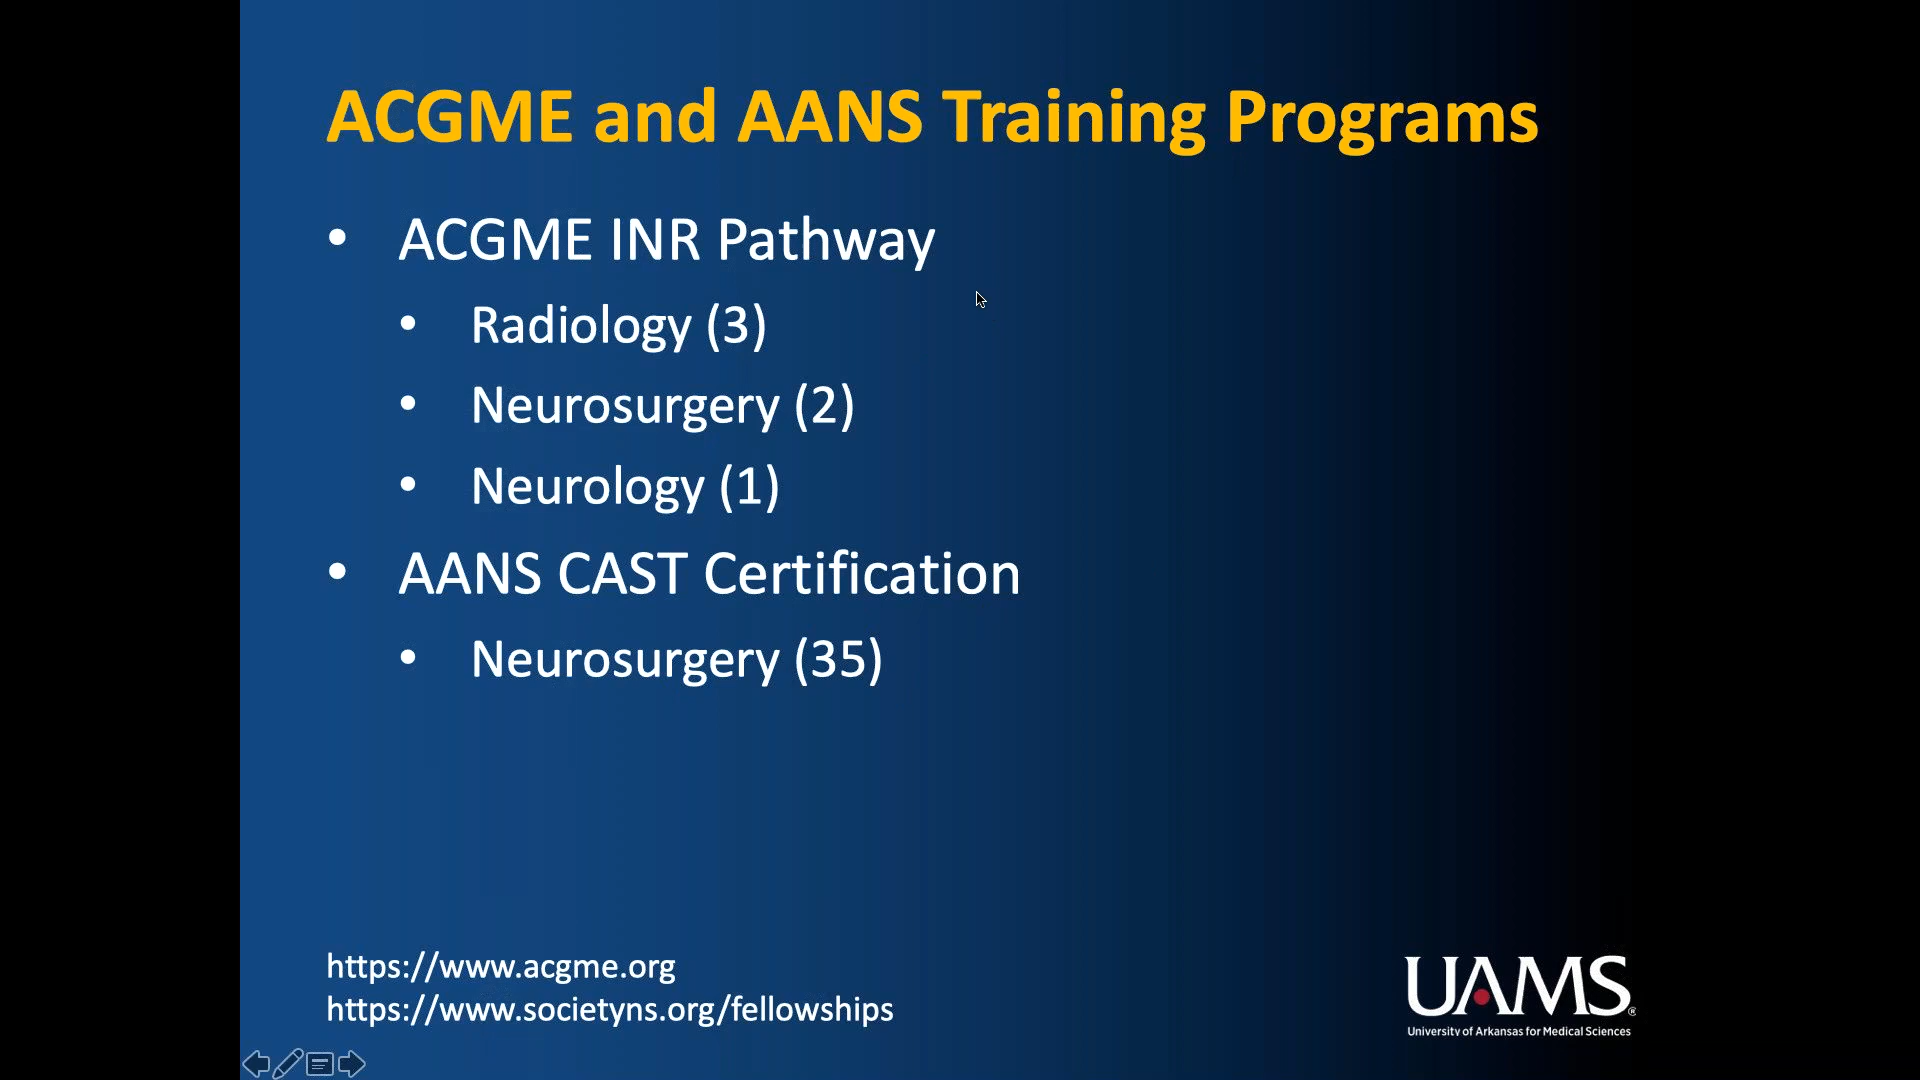 ACGME and AANS Training Programs
• ACGME INR Pathway
• Radiology (3)
• Neurosurgery (2)
• Neurology (1)
• AANS CAST Certification
• Neurosurgery (35)
https://www.acgme.org
https://www.societyns.org/fellowships
UAMS®
University of Arkansas for Medical Sciences